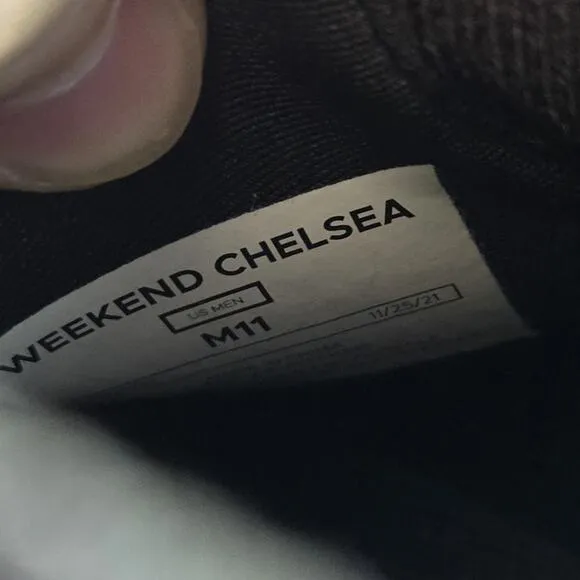 WEEKEND CHELSEA
US MEN
M11
11/25/21